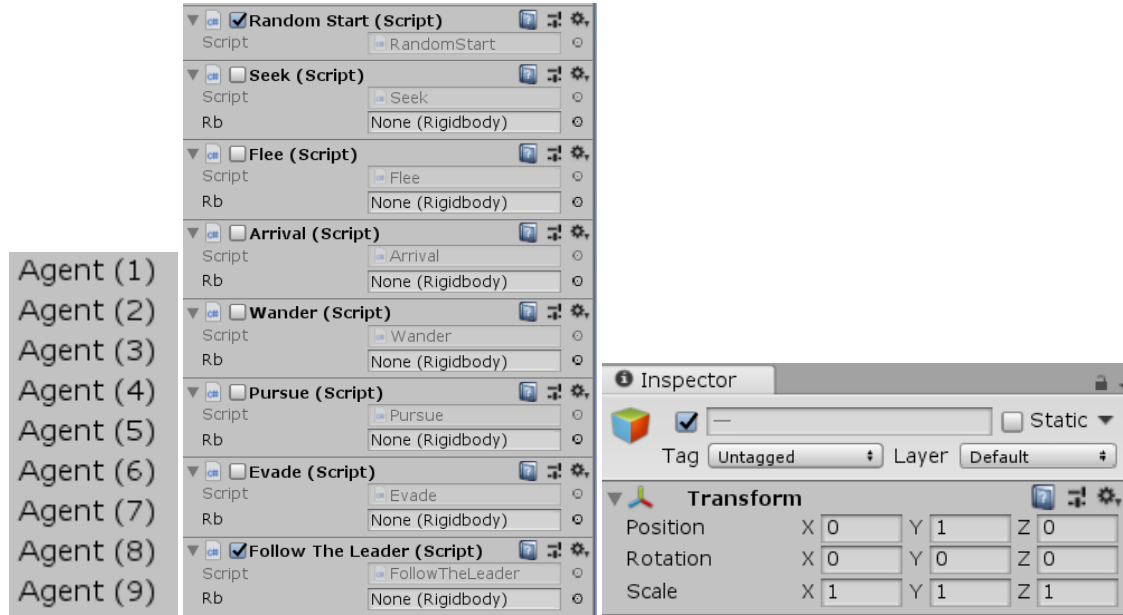 Agent (1)
Agent (2)
Agent (3)
Agent (4)
Agent (5)
Agent (6)
Agent (7)
Agent (8)
Agent (9)
Random Start (Script)
Script RandomStart
Seek (Script)
Script Seek
Rb None (Rigidbody)
Flee (Script)
Script Flee
Rb None (Rigidbody)
Arrival (Script)
Script Arrival
Rb None (Rigidbody)
Wander (Script)
Script Wander
Rb None (Rigidbody)
Pursue (Script)
Script Pursue
Rb None (Rigidbody)
Evade (Script)
Script Evade
Rb None (Rigidbody)
Follow The Leader (Script)
Script FollowTheLeader
Rb None (Rigidbody)
Inspector
— Static
Tag Untagged Layer Default
Transform
Position X 0 Y 1 Z 0
Rotation X 0 Y 0 Z 0
Scale X 1 Y 1 Z 1